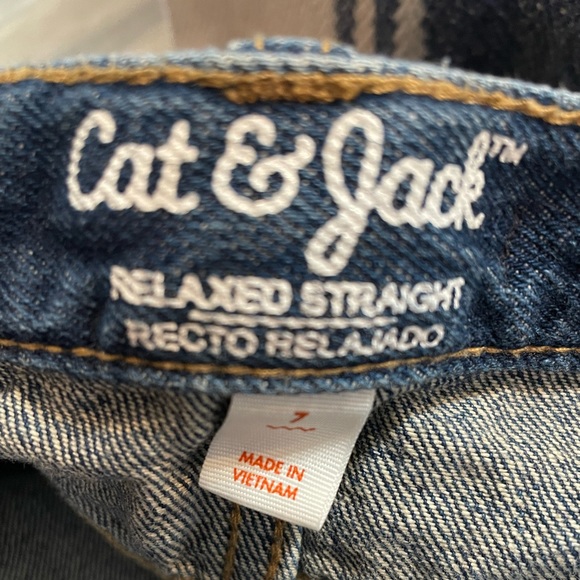 Cat & Jack™
RELAXED STRAIGHT
RECTO RELAJADO
7
MADE IN
VIETNAM